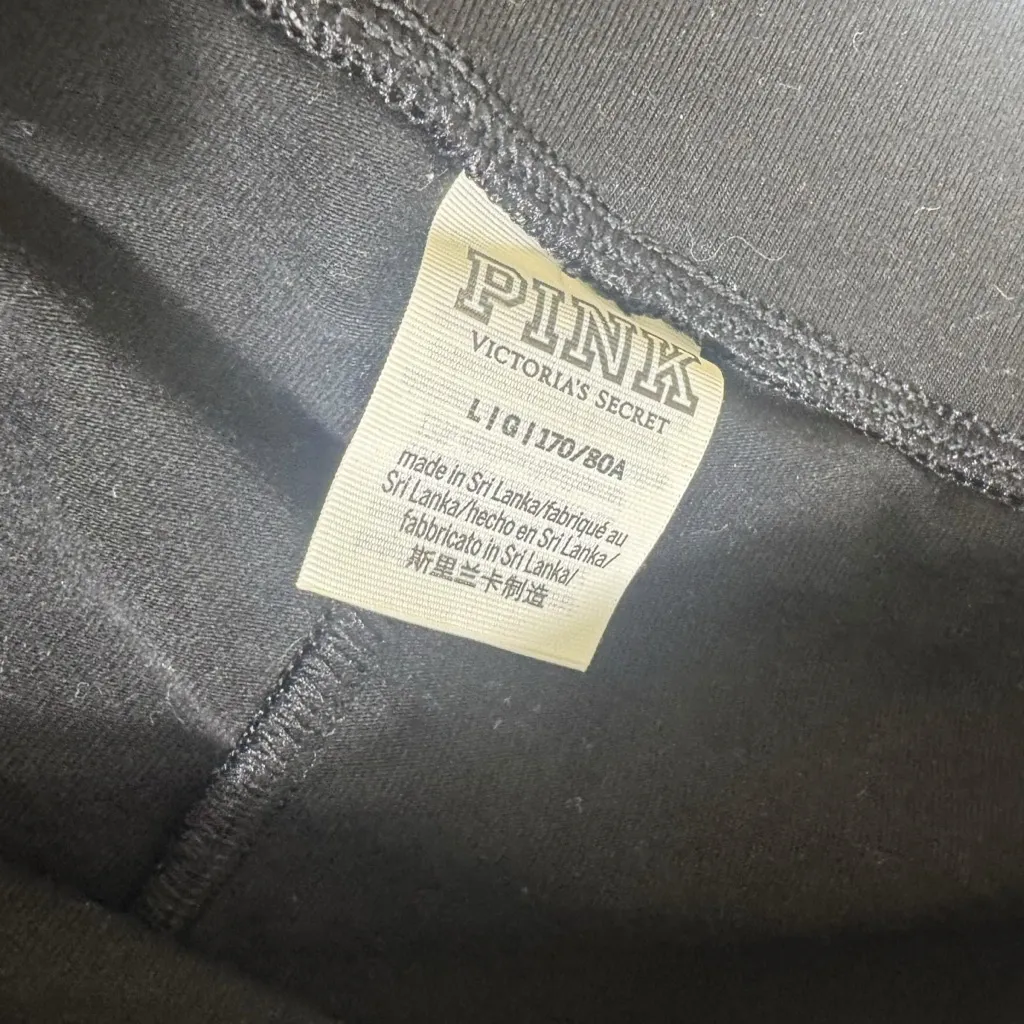 PINK
VICTORIA'S SECRET
L | G | 170/80A
made in Sri Lanka/fabriqué au
Sri Lanka/hecho en Sri Lanka/
fabbricato in Sri Lanka/
斯里兰卡制造